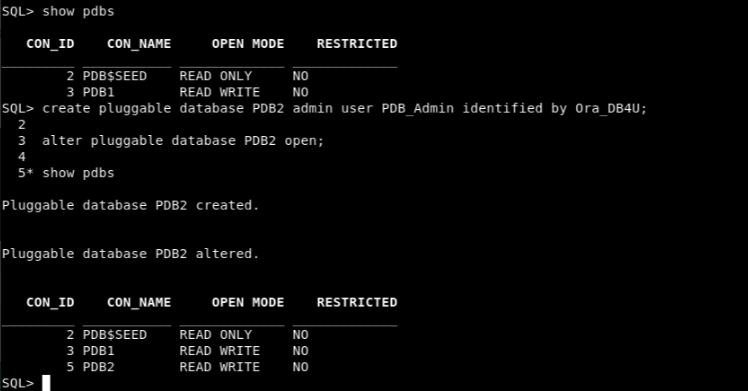 SQL> show pdbs
CON_ID CON_NAME OPEN MODE RESTRICTED
2 PDB$SEED READ ONLY NO
3 PDB1 READ WRITE NO
SQL> create pluggable database PDB2 admin user PDB_Admin identified by Ora_DB4U;
2
3 alter pluggable database PDB2 open;
4
5* show pdbs
Pluggable database PDB2 created.
Pluggable database PDB2 altered.
CON_ID CON_NAME OPEN MODE RESTRICTED
2 PDB$SEED READ ONLY NO
3 PDB1 READ WRITE NO
5 PDB2 READ WRITE NO
SQL>